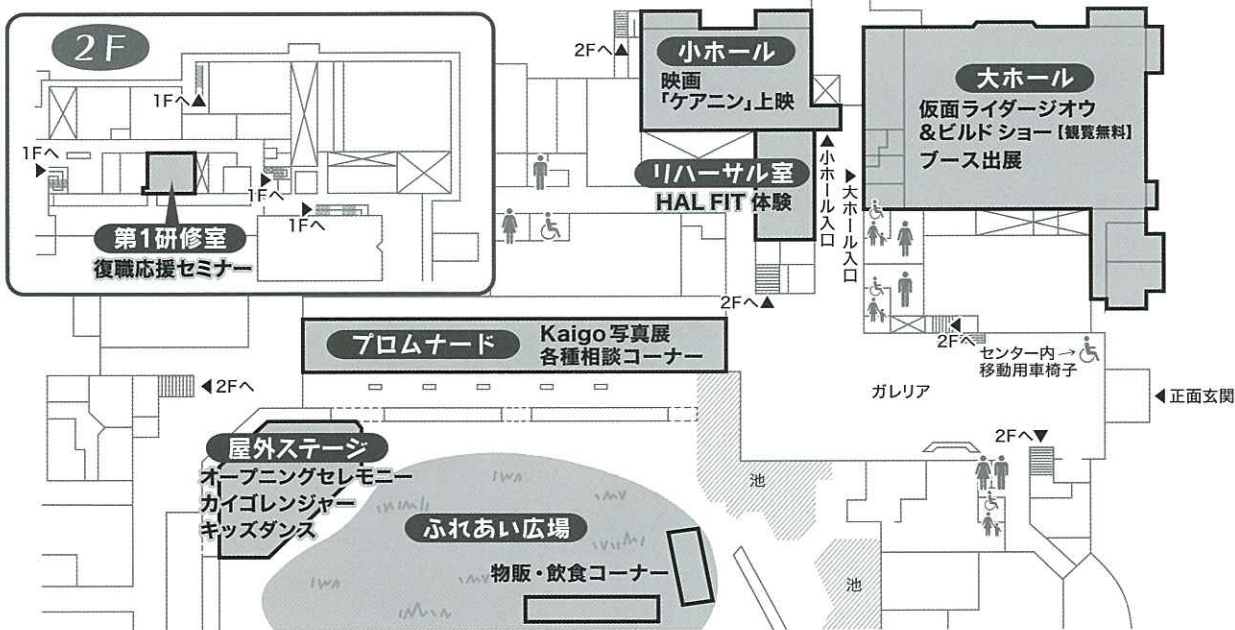 2F
1Fへ▲
1Fへ
▶
▶
1Fへ
▶
1Fへ
第1研修室
復職応援セミナー
2Fへ▲
小ホール
映画
「ケアニン」上映
大ホール
仮面ライダージオウ
&ビルド ショー【観覧無料】
ブース出展
リハーサル室
HAL FIT 体験
▲小ホール入口
▶大ホール入口
2Fへ▲
プロムナード
Kaigo 写真展
各種相談コーナー
◀
2Fへ
センター内→
移動用車椅子
ガレリア
◀正面玄関
◀2Fへ
2Fへ▼
屋外ステージ
オープニングセレモニー
カイゴレンジャー
キッズダンス
池
ふれあい広場
物販・飲食コーナー
池